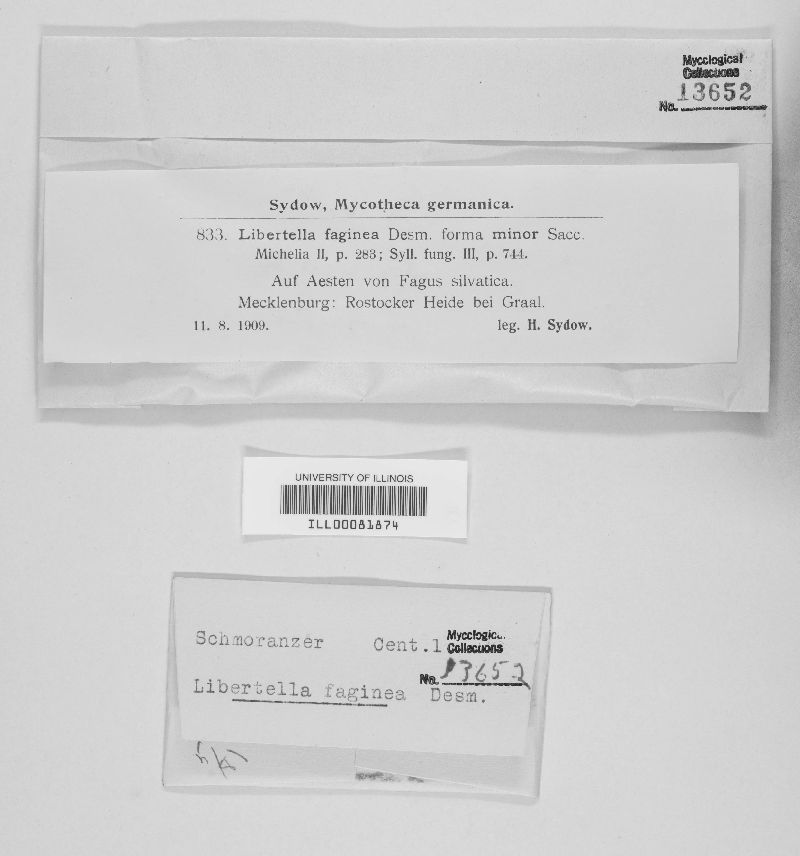 Mycological
Collections
No. 13652
Sydow, Mycotheca germanica.
833. Libertella faginea Desm. forma minor Sacc.
Michelia II, p. 283; Syll. fung. III, p. 744.
Auf Aesten von Fagus silvatica.
Mecklenburg: Rostocker Heide bei Graal.
11. 8. 1909. leg. H. Sydow.
UNIVERSITY OF ILLINOIS
ILL00081874
Schmoranzer Cent.1
Mycological
Collections
No. 13652
Libertella faginea Desm.